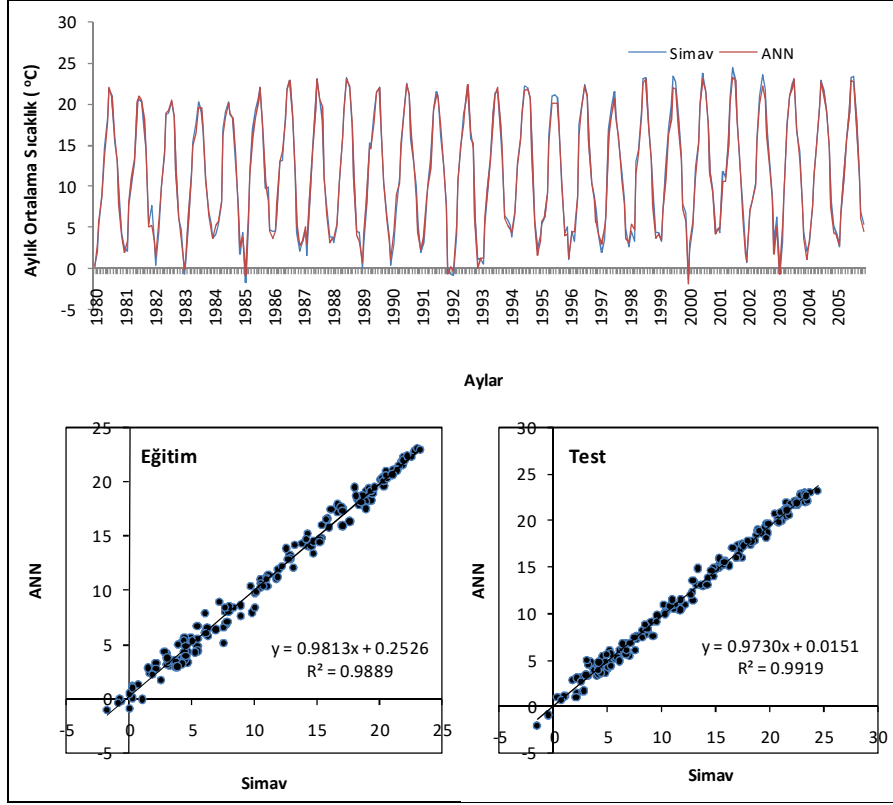 30
25
20
15
10
5
0
-5
Aylık Ortalama Sıcaklık ( ºC)
Simav ANN
1980 1981 1982 1983 1984 1985 1986 1987 1988 1989 1990 1991 1992 1993 1994 1995 1996 1997 1998 1999 2000 2001 2002 2003 2004 2005
Aylar
25
20
15
10
5
0
-5
ANN
Eğitim
y = 0.9813x + 0.2526
R² = 0.9889
-5 0 5 10 15 20 25
Simav
30
25
20
15
10
5
0
-5
ANN
Test
y = 0.9730x + 0.0151
R² = 0.9919
-5 0 5 10 15 20 25 30
Simav